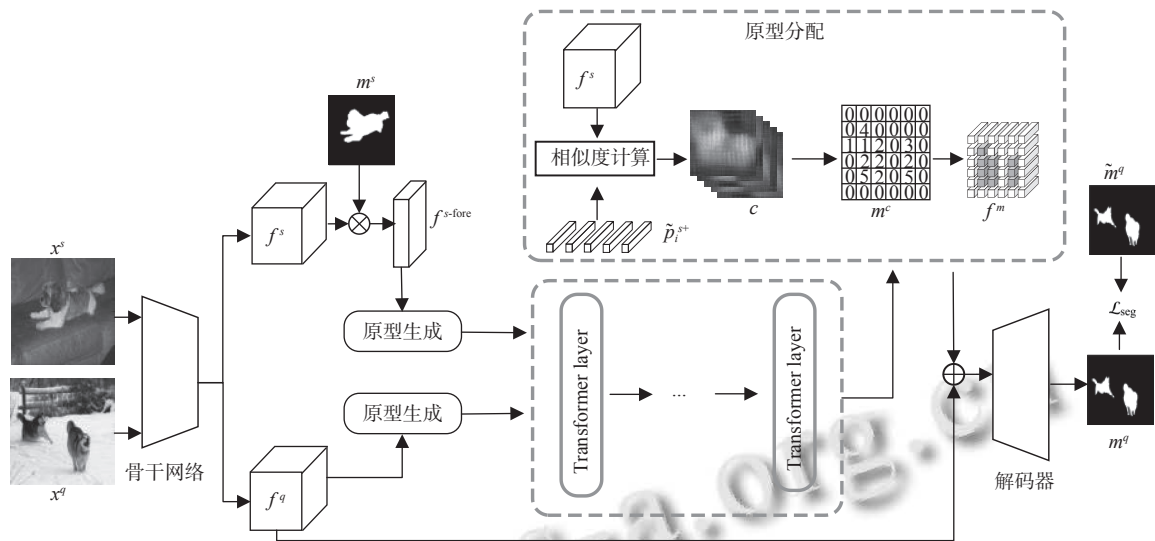 原型分配
f^s
m^s
相似度计算
c
0 0 0 0 0 0
0 4 0 0 0 0
1 1 2 0 3 0
0 2 2 0 2 0
0 5 2 0 5 0
0 0 0 0 0 0
m^c
f^m
p̃_i^{s+}
m̃^q
f^s
f^{s-fore}
x^s
原型生成
Transformer layer
...
Transformer layer
ℒ_seg
原型生成
骨干网络
x^q
f^q
解码器
m^q